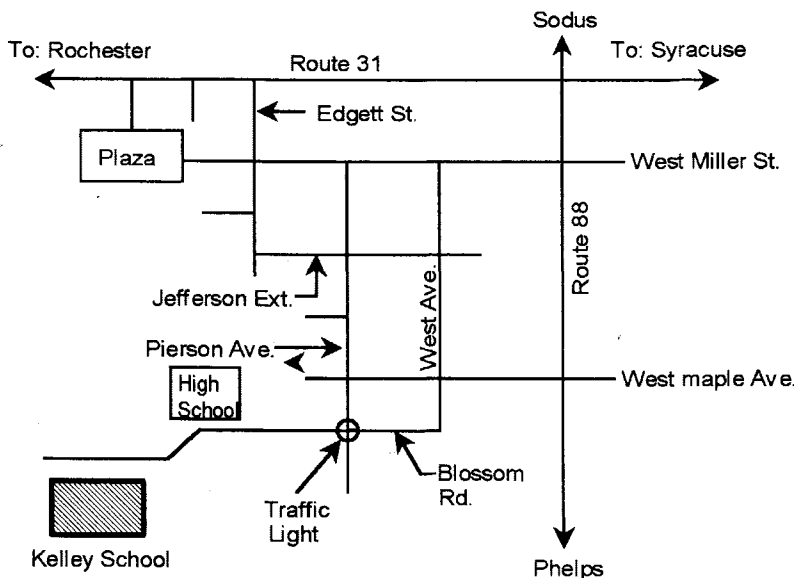 Sodus
To: Rochester
Route 31
To: Syracuse
Edgett St.
Plaza
West Miller St.
Route 88
Jefferson Ext.
West Ave.
Pierson Ave.
High
School
West maple Ave.
Blossom
Rd.
Traffic
Light
Kelley School
Phelps